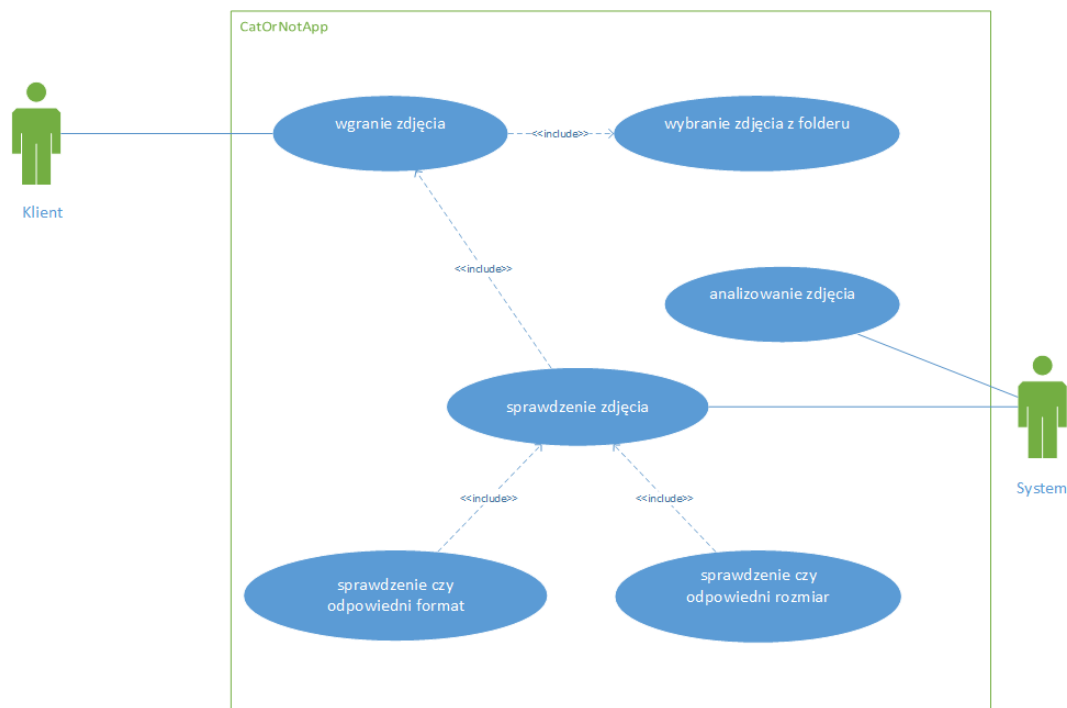 CatOrNotApp
wgranie zdjęcia
<<include>>
wybranie zdjęcia z folderu
Klient
<<include>>
analizowanie zdjęcia
sprawdzenie zdjęcia
System
<<include>>
<<include>>
sprawdzenie czy
odpowiedni format
sprawdzenie czy
odpowiedni rozmiar